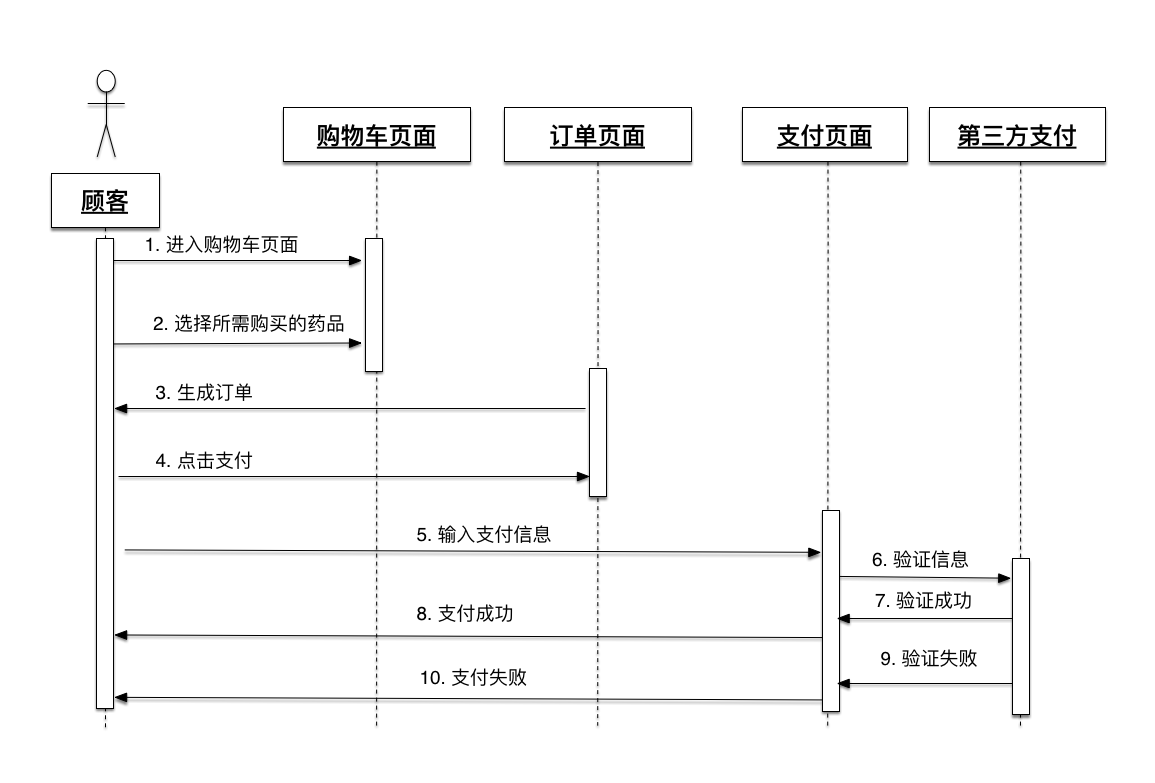 购物车页面
订单页面
支付页面
第三方支付
顾客
1. 进入购物车页面
2. 选择所需购买的药品
3. 生成订单
4. 点击支付
5. 输入支付信息
6. 验证信息
7. 验证成功
8. 支付成功
9. 验证失败
10. 支付失败